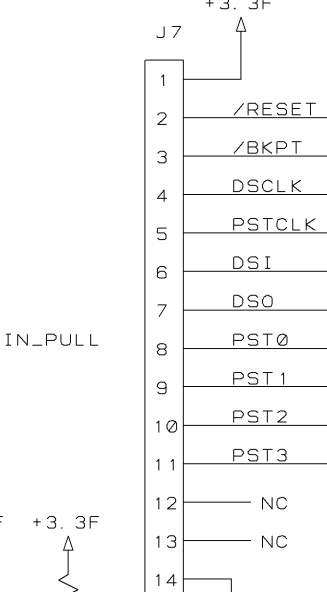 +3.3F
J7
1
2 /RESET
3 /BKPT
4 DSCLK
5 PSTCLK
6 DSI
7 DSO
IN_PULL
8 PST0
9 PST1
10 PST2
11 PST3
12 NC
+3.3F
13 NC
14